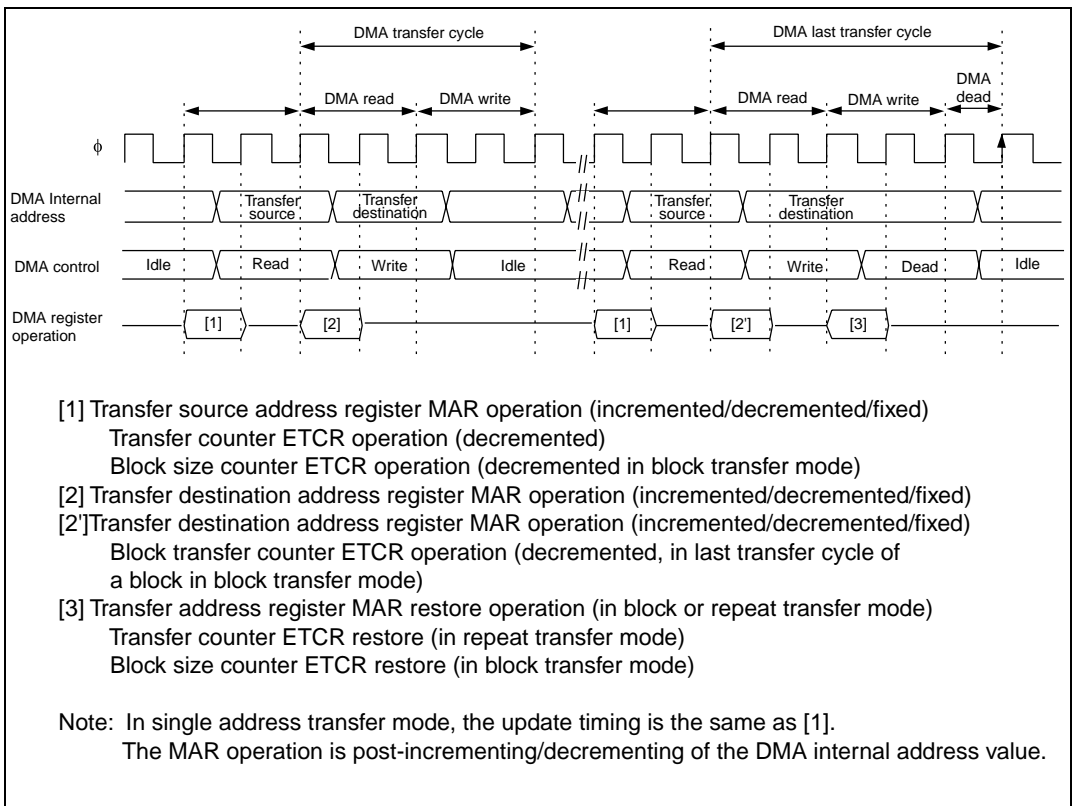 DMA transfer cycle
DMA last transfer cycle
DMA read
DMA write
DMA read
DMA write
DMA
dead
ϕ
DMA Internal
address
Transfer
source
Transfer
destination
Transfer
source
Transfer
destination
DMA control
Idle
Read
Write
Idle
Read
Write
Dead
Idle
DMA register
operation
[1]
[2]
[1]
[2']
[3]
[1] Transfer source address register MAR operation (incremented/decremented/fixed)
Transfer counter ETCR operation (decremented)
Block size counter ETCR operation (decremented in block transfer mode)
[2] Transfer destination address register MAR operation (incremented/decremented/fixed)
[2']Transfer destination address register MAR operation (incremented/decremented/fixed)
Block transfer counter ETCR operation (decremented, in last transfer cycle of
a block in block transfer mode)
[3] Transfer address register MAR restore operation (in block or repeat transfer mode)
Transfer counter ETCR restore (in repeat transfer mode)
Block size counter ETCR restore (in block transfer mode)
Note: In single address transfer mode, the update timing is the same as [1].
The MAR operation is post-incrementing/decrementing of the DMA internal address value.